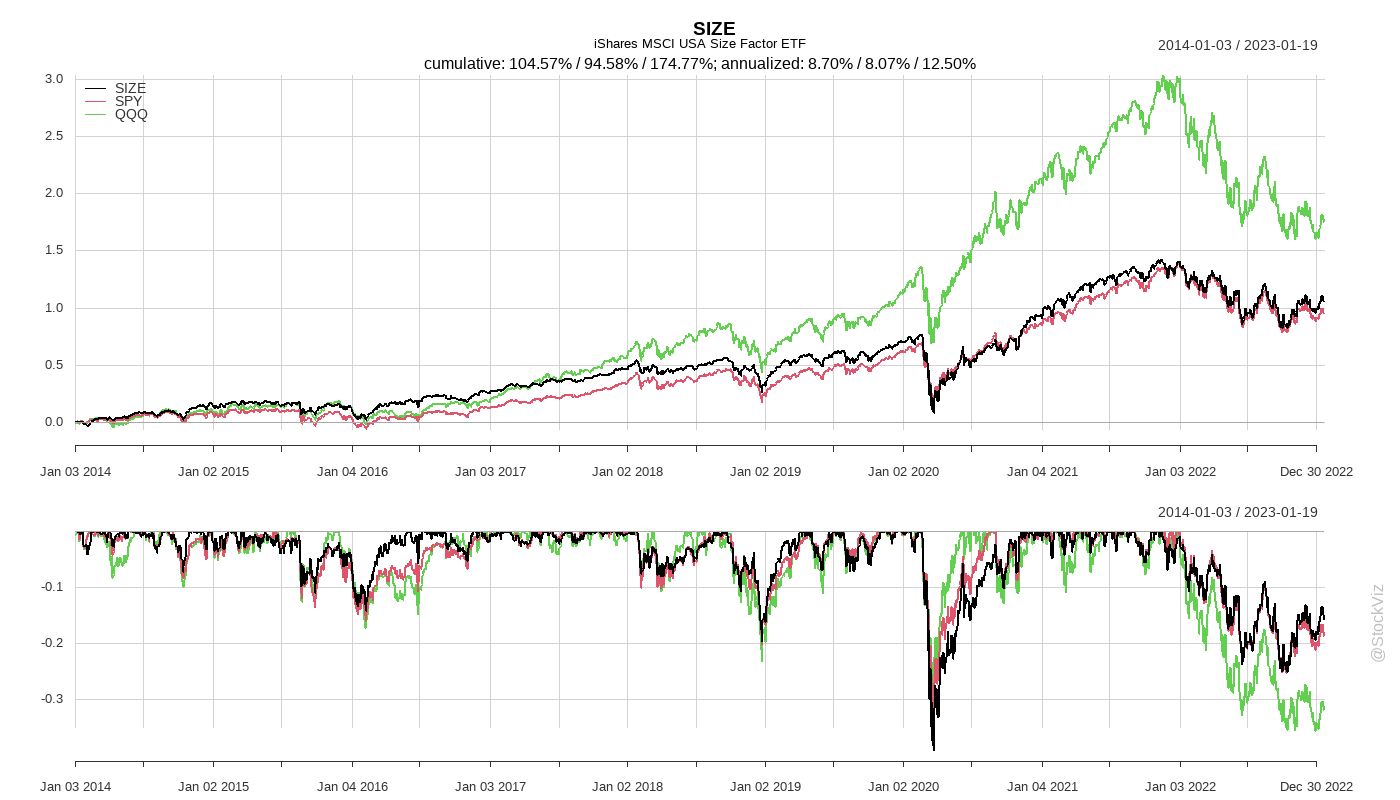 SIZE
iShares MSCI USA Size Factor ETF
2014-01-03 / 2023-01-19
cumulative: 104.57% / 94.58% / 174.77%; annualized: 8.70% / 8.07% / 12.50%
3.0
SIZE
SPY
QQQ
2.5
2.0
1.5
1.0
0.5
0.0
Jan 03 2014 Jan 02 2015 Jan 04 2016 Jan 03 2017 Jan 02 2018 Jan 02 2019 Jan 02 2020 Jan 04 2021 Jan 03 2022 Dec 30 2022
2014-01-03 / 2023-01-19
-0.1
-0.2
-0.3
Jan 03 2014 Jan 02 2015 Jan 04 2016 Jan 03 2017 Jan 02 2018 Jan 02 2019 Jan 02 2020 Jan 04 2021 Jan 03 2022 Dec 30 2022
@StockViz